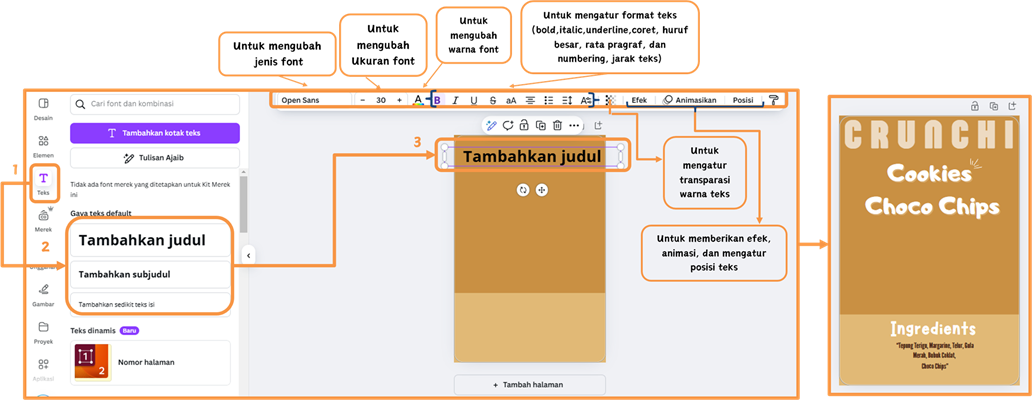 Untuk mengubah
jenis font
Untuk
mengubah
Ukuran font
Untuk
mengubah
warna font
Untuk mengatur format teks
(bold,italic,underline,coret, huruf
besar, rata pragraf, dan
numbering, jarak teks)
Desain
Elemen
1
Teks
Merek
2
Gambar
Proyek
Aplikasi
Cari font dan kombinasi
Tambahkan kotak teks
Tulisan Ajaib
Tidak ada font merek yang ditetapkan untuk Kit Merek
ini
Gaya teks default
Tambahkan judul
Tambahkan subjudul
Tambahkan sedikit teks isi
Teks dinamis Baru
1
2
Nomor halaman
Open Sans – 30 + A B I U S aA Efek Animasikan Posisi
3
Tambahkan judul
+ Tambah halaman
Untuk
mengatur
transparasi
warna teks
Untuk memberikan efek,
animasi, dan mengatur
posisi teks
CRUNCHI
Cookies
Choco Chips
Ingredients
"Tepung Terigu, Margarine, Telur, Gula
Merah, Bubuk Coklat,
Choco Chips"